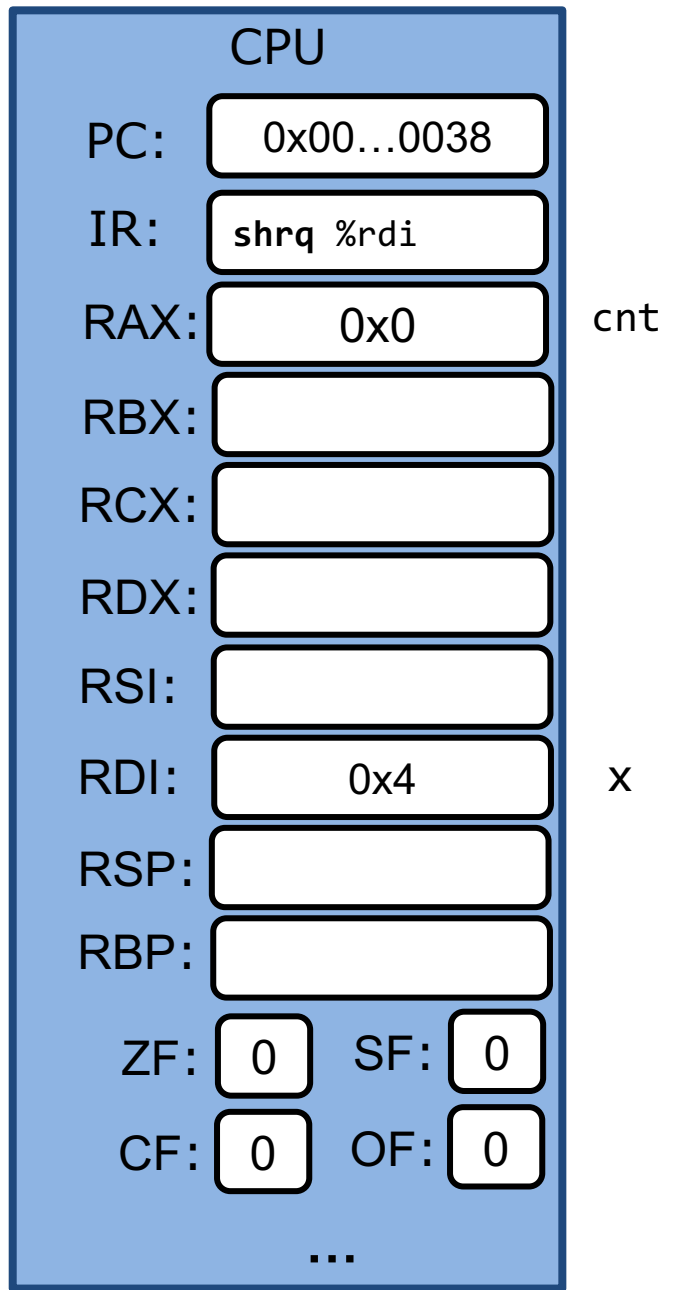 CPU
PC: 0x00...0038
IR: shrq %rdi
RAX: 0x0 cnt
RBX:
RCX:
RDX:
RSI:
RDI: 0x4 x
RSP:
RBP:
ZF: 0 SF: 0
CF: 0 OF: 0
...